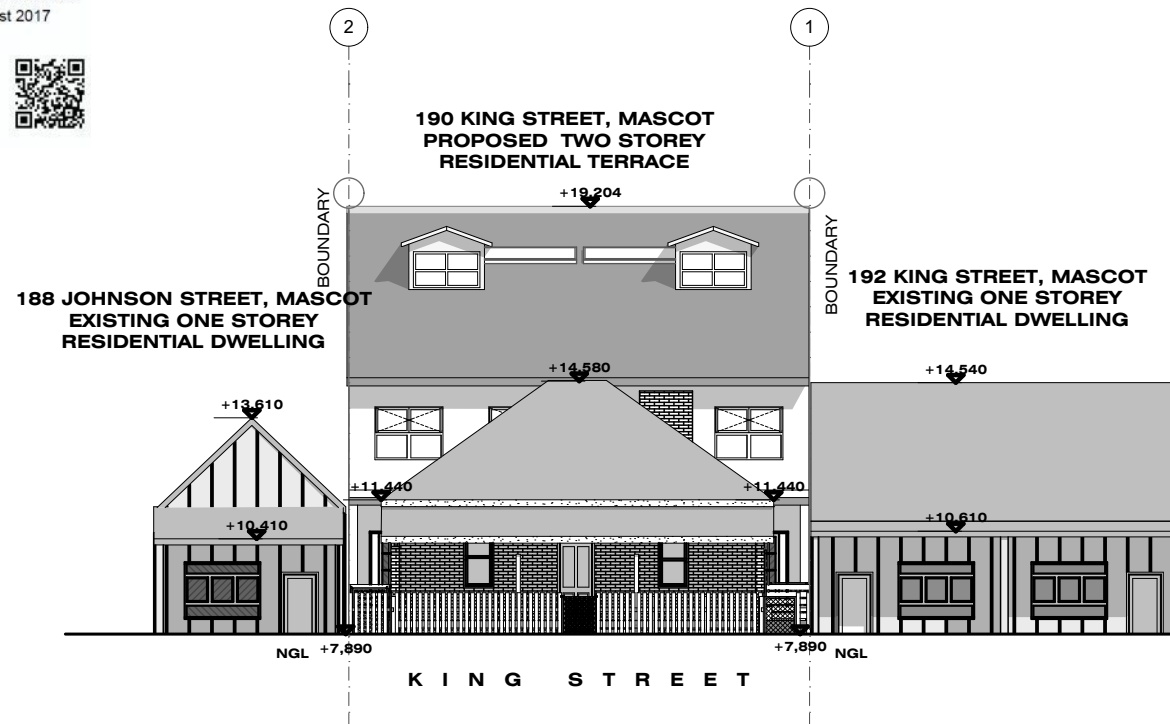 st 2017
2
1
190 KING STREET, MASCOT
PROPOSED TWO STOREY
RESIDENTIAL TERRACE
+19,204
BOUNDARY
BOUNDARY
188 JOHNSON STREET, MASCOT
EXISTING ONE STOREY
RESIDENTIAL DWELLING
192 KING STREET, MASCOT
EXISTING ONE STOREY
RESIDENTIAL DWELLING
+14,580
+14,540
+13,610
+11,440
+11,440
+10,410
+10,610
NGL
+7,890
+7,890
NGL
KING STREET